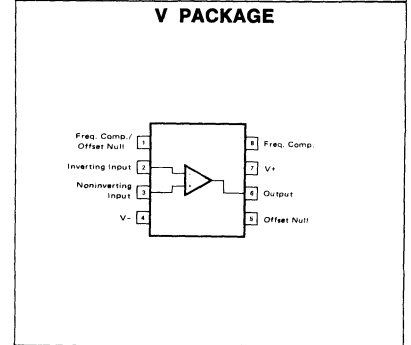 V PACKAGE
Freq. Comp./
Offset Null
1
8
Freq. Comp.
Inverting Input
2
7
V+
Noninverting
Input
3
6
Output
V-
4
5
Offset Null